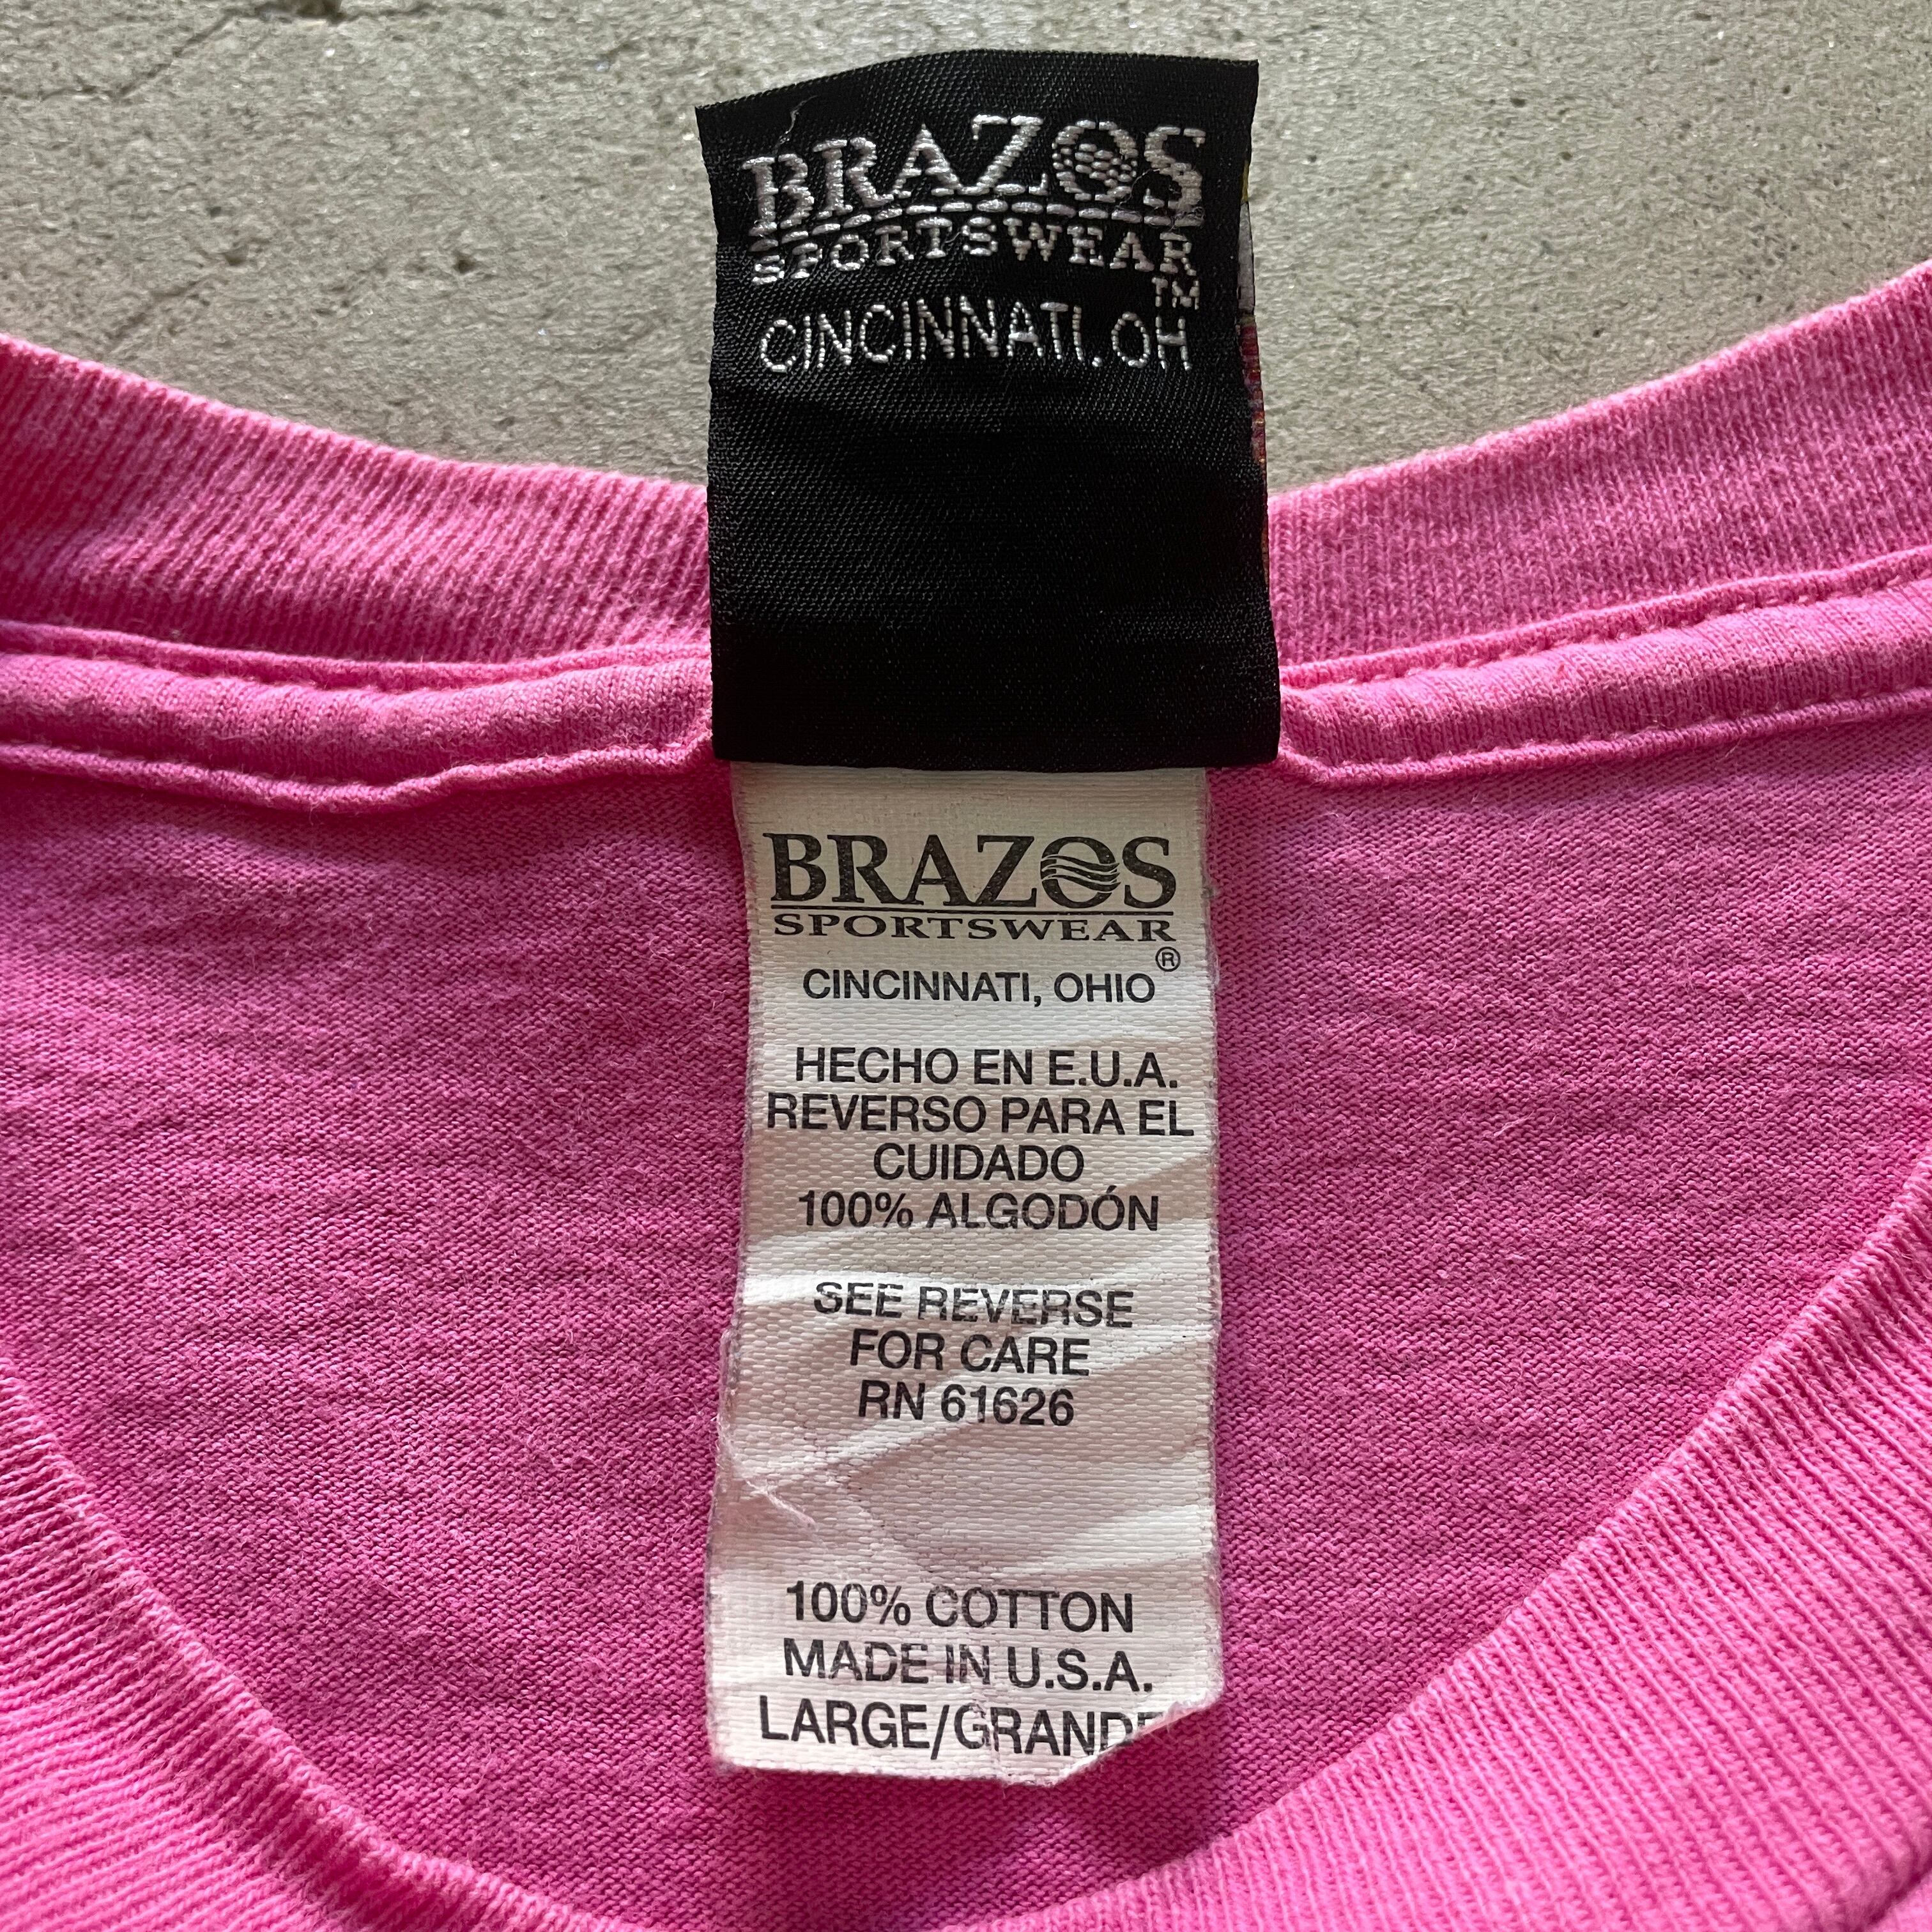 BRAZOS
SPORTSWEAR
TM
CINCINNATI, OH
BRAZOS
SPORTSWEAR
®
CINCINNATI, OHIO
HECHO EN E.U.A.
REVERSO PARA EL
CUIDADO
100% ALGODÓN
SEE REVERSE
FOR CARE
RN 61626
100% COTTON
MADE IN U.S.A.
LARGE/GRANDE